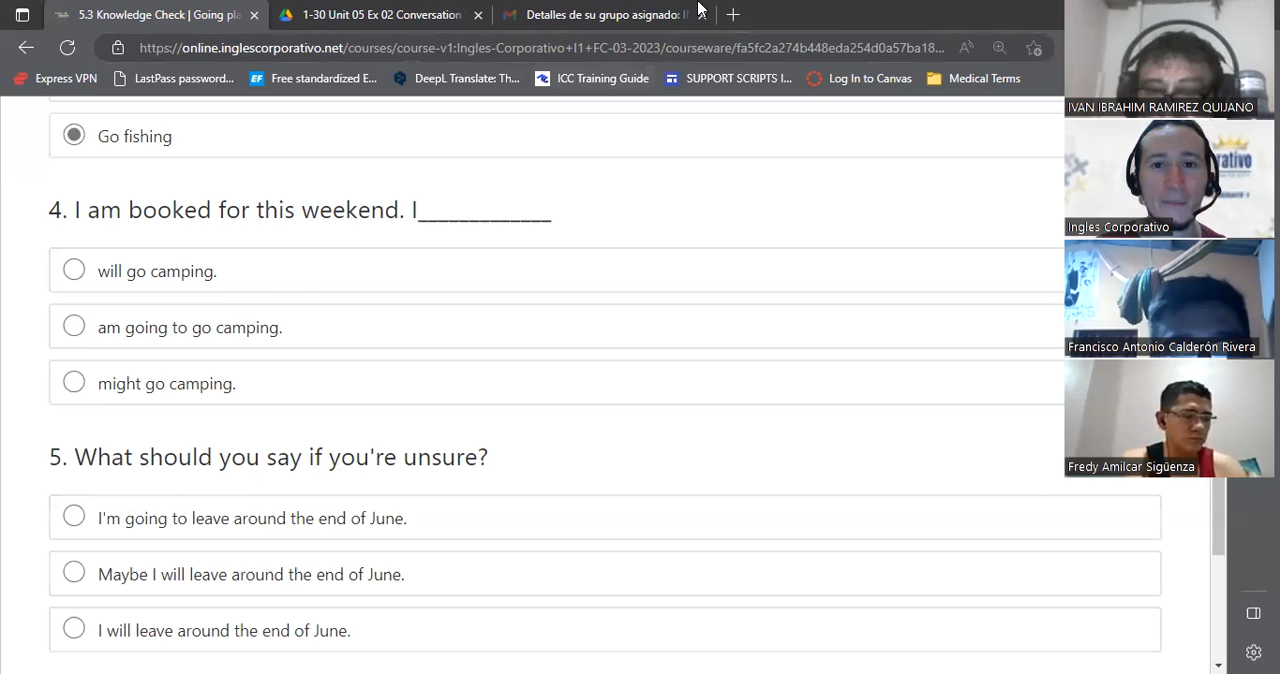 5.3 Knowledge Check | Going pla
1-30 Unit 05 Ex 02 Conversation
Detalles de su grupo asignado: I
https://online.inglescorporativo.net/courses/course-v1:Ingles-Corporativo+I1+FC-03-2023/courseware/fa5fc2a274b448eda254d0a57ba18...
Express VPN
LastPass password...
EF Free standardized E...
DeepL Translate: Th...
ICC Training Guide
SUPPORT SCRIPTS I...
Log In to Canvas
Medical Terms
IVAN IBRAHIM RAMIREZ QUIJANO
Go fishing
rativo
4. I am booked for this weekend. I_____________
Ingles Corporativo
will go camping.
am going to go camping.
Francisco Antonio Calderón Rivera
might go camping.
5. What should you say if you're unsure?
Fredy Amilcar Sigüenza
I'm going to leave around the end of June.
Maybe I will leave around the end of June.
I will leave around the end of June.